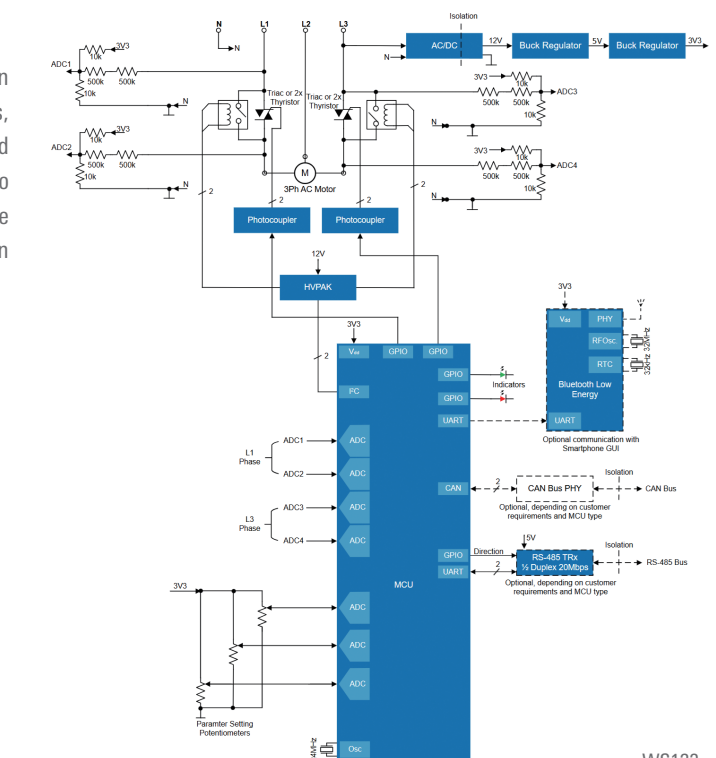 N
L1
L2
L3
Isolation
N
AC/DC
12V
Buck Regulator
5V
Buck Regulator
3V3
N
3V3
10k
ADC1
500k
500k
10k
N
Triac or 2x
Thyristor
Triac or 2x
Thyristor
3V3
10k
ADC3
500k
500k
10k
N
3V3
10k
ADC2
500k
500k
10k
N
3V3
10k
ADC4
500k
500k
10k
N
M
3Ph AC Motor
2
2
2
2
Photocoupler
Photocoupler
12V
HVPAK
3V3
2
Vdd
GPIO
GPIO
GPIO
Indicators
I²C
GPIO
UART
3V3
Vdd
PHY
RFOsc
32MHz
RTC
32kHz
Bluetooth Low
Energy
UART
Optional communication with
Smartphone GUI
L1
Phase
ADC1
ADC
ADC2
ADC
L3
Phase
ADC3
ADC
ADC4
ADC
CAN
2
CAN Bus PHY
Isolation
CAN Bus
Optional, depending on customer
requirements and MCU type
5V
GPIO
Direction
UART
2
RS-485 TRx
½ Duplex 20Mbps
Isolation
RS-485 Bus
Optional, depending on customer
requirements and MCU type
MCU
3V3
ADC
ADC
ADC
Paramter Setting
Potentiometers
4MHz
Osc